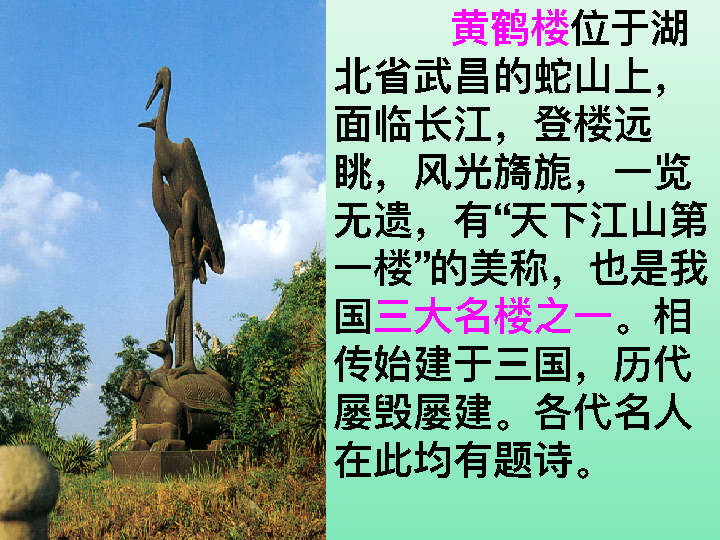 黄鹤楼位于湖
北省武昌的蛇山上，
面临长江，登楼远
眺，风光旖旎，一览
无遗，有“天下江山第
一楼”的美称，也是我
国三大名楼之一。相
传始建于三国，历代
屡毁屡建。各代名人
在此均有题诗。